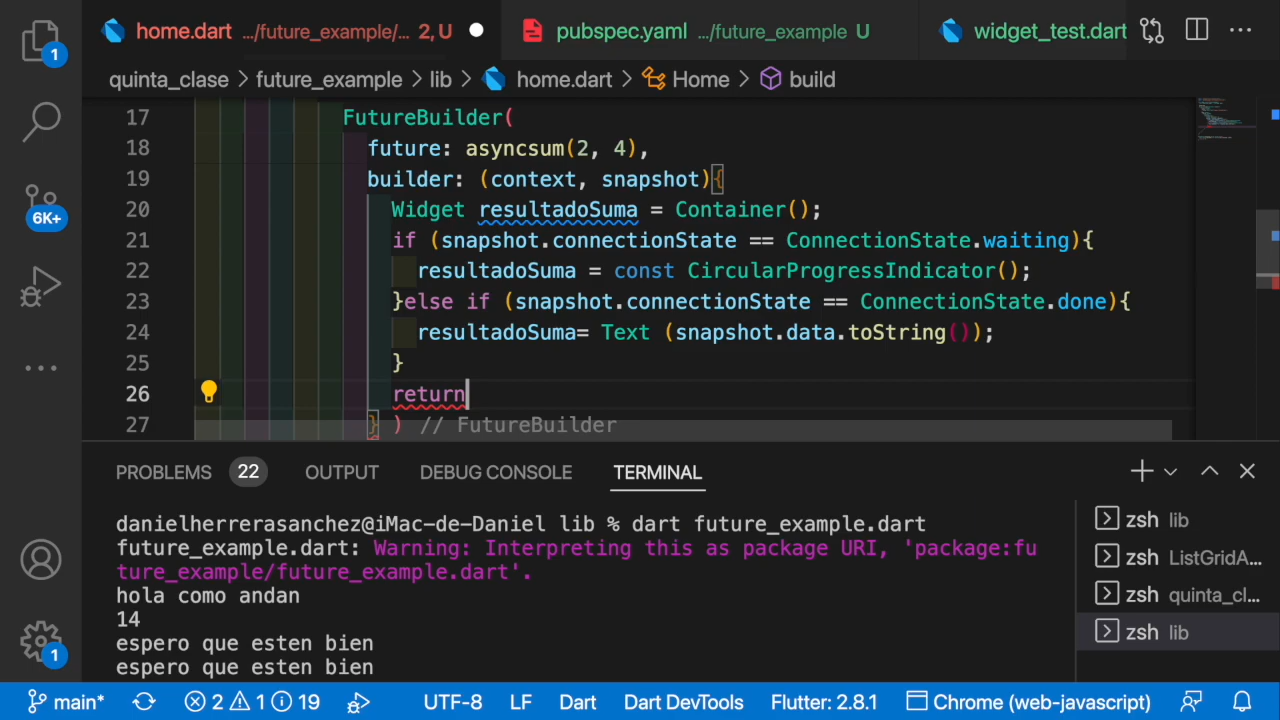 1
6K+
1
home.dart .../future_example/... 2, U
pubspec.yaml .../future_example U
widget_test.dart
quinta_clase > future_example > lib > home.dart > Home > build
17 FutureBuilder(
18 future: asyncsum(2, 4),
19 builder: (context, snapshot){
20 Widget resultadoSuma = Container();
21 if (snapshot.connectionState == ConnectionState.waiting){
22 resultadoSuma = const CircularProgressIndicator();
23 }else if (snapshot.connectionState == ConnectionState.done){
24 resultadoSuma= Text (snapshot.data.toString());
25 }
26 return
27 } ) // FutureBuilder
PROBLEMS 22 OUTPUT DEBUG CONSOLE TERMINAL
danielherrerasanchez@iMac-de-Daniel lib % dart future_example.dart
future_example.dart: Warning: Interpreting this as package URI, 'package:fu
ture_example/future_example.dart'.
hola como andan
14
espero que esten bien
espero que esten bien
zsh lib
zsh ListGridA...
zsh quinta_cl...
zsh lib
main* 2 1 19 UTF-8 LF Dart Dart DevTools Flutter: 2.8.1 Chrome (web-javascript)